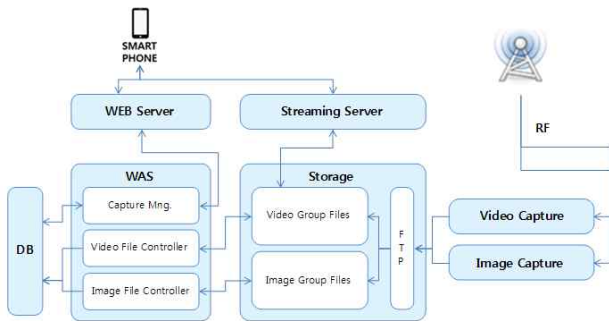 SMART
PHONE
WEB Server
Streaming Server
RF
WAS
Storage
Capture Mng.
Video Group Files
F
T
P
Video Capture
DB
Video File Controller
Image Capture
Image File Controller
Image Group Files